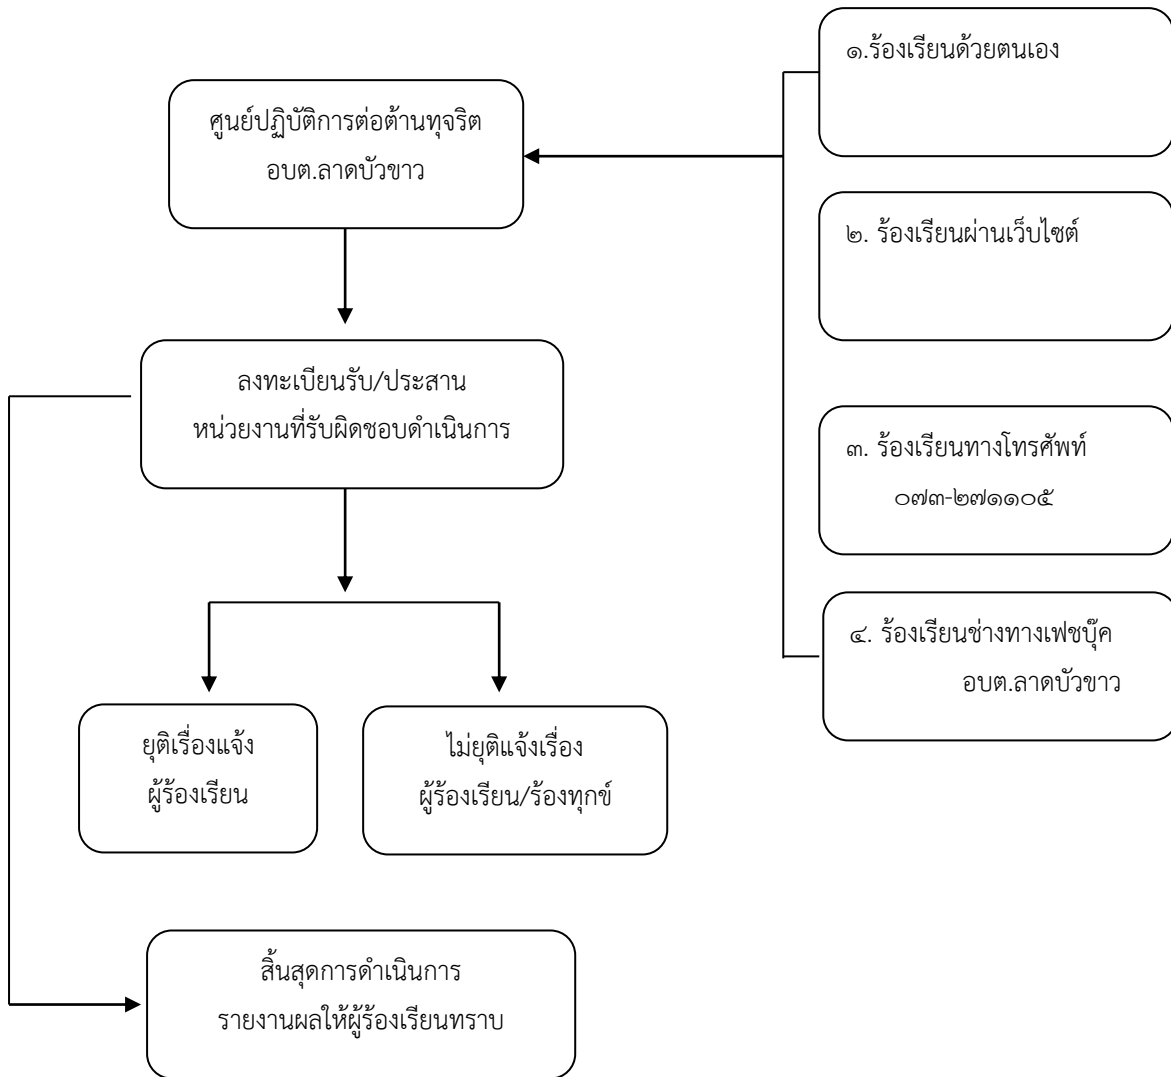 ๑.ร้องเรียนด้วยตนเอง
ศูนย์ปฏิบัติการต่อต้านทุจริต
อบต.ลาดบัวขาว
๒. ร้องเรียนผ่านเว็บไซต์
ลงทะเบียนรับ/ประสาน
หน่วยงานที่รับผิดชอบดำเนินการ
๓. ร้องเรียนทางโทรศัพท์
๐๗๓-๒๗๑๑๐๕
๔. ร้องเรียนช่างทางเฟชบุ๊ค
อบต.ลาดบัวขาว
ยุติเรื่องแจ้ง
ผู้ร้องเรียน
ไม่ยุติแจ้งเรื่อง
ผู้ร้องเรียน/ร้องทุกข์
สิ้นสุดการดำเนินการ
รายงานผลให้ผู้ร้องเรียนทราบ